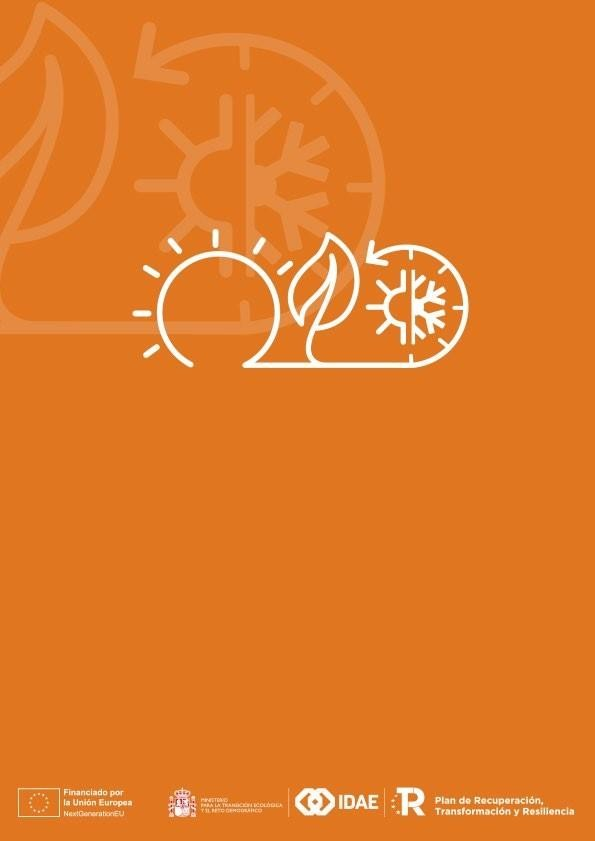 Financiado por
la Unión Europea
NextGenerationEU
MINISTERIO
PARA LA TRANSICIÓN ECOLÓGICA
Y EL RETO DEMOGRÁFICO
IDAE
TR
Plan de Recuperación,
Transformación y Resiliencia